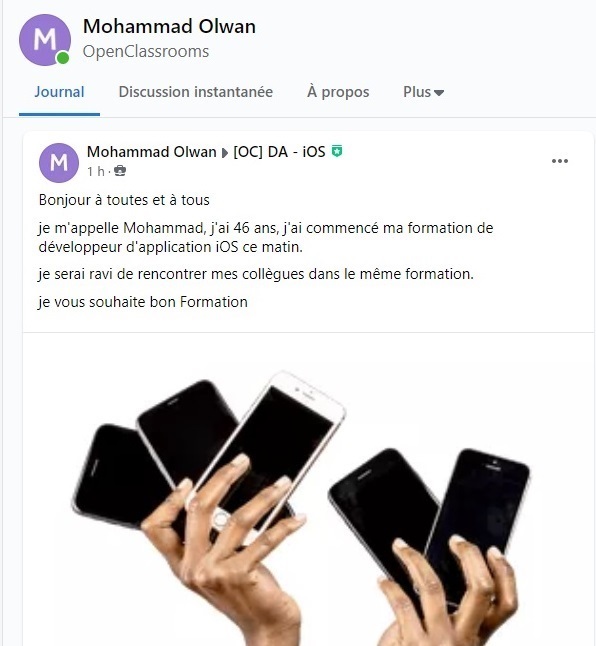 M
Mohammad Olwan
OpenClassrooms
Journal Discussion instantanée À propos Plus
M
Mohammad Olwan [OC] DA - iOS
1 h ·
Bonjour à toutes et à tous
je m'appelle Mohammad, j'ai 46 ans, j'ai commencé ma formation de
développeur d'application iOS ce matin.
je serai ravi de rencontrer mes collègues dans le même formation.
je vous souhaite bon Formation